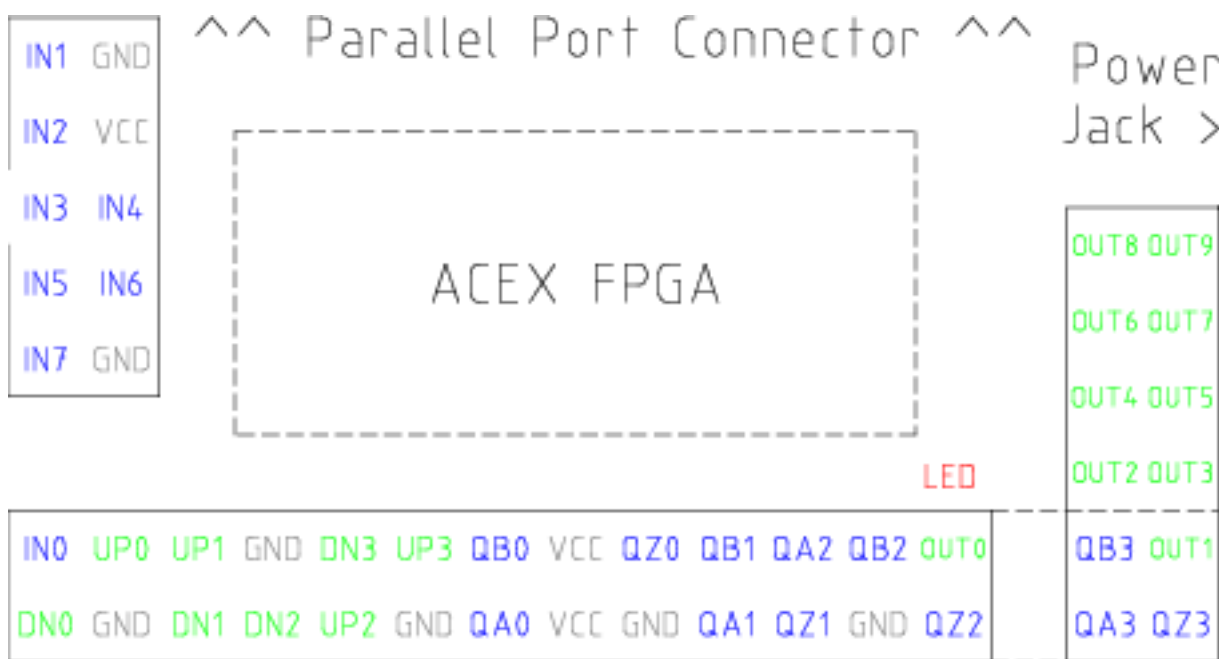 ^^ Parallel Port Connector ^^
Power
Jack >
IN1 GND
IN2 VCC
IN3 IN4
IN5 IN6
IN7 GND
ACEX FPGA
OUT8 OUT9
OUT6 OUT7
OUT4 OUT5
OUT2 OUT3
LED
IN0 UP0 UP1 GND DN3 UP3 QB0 VCC QZ0 QB1 QA2 QB2 OUT0
DN0 GND DN1 DN2 UP2 GND QA0 VCC GND QA1 QZ1 GND QZ2
QB3 OUT1
QA3 QZ3